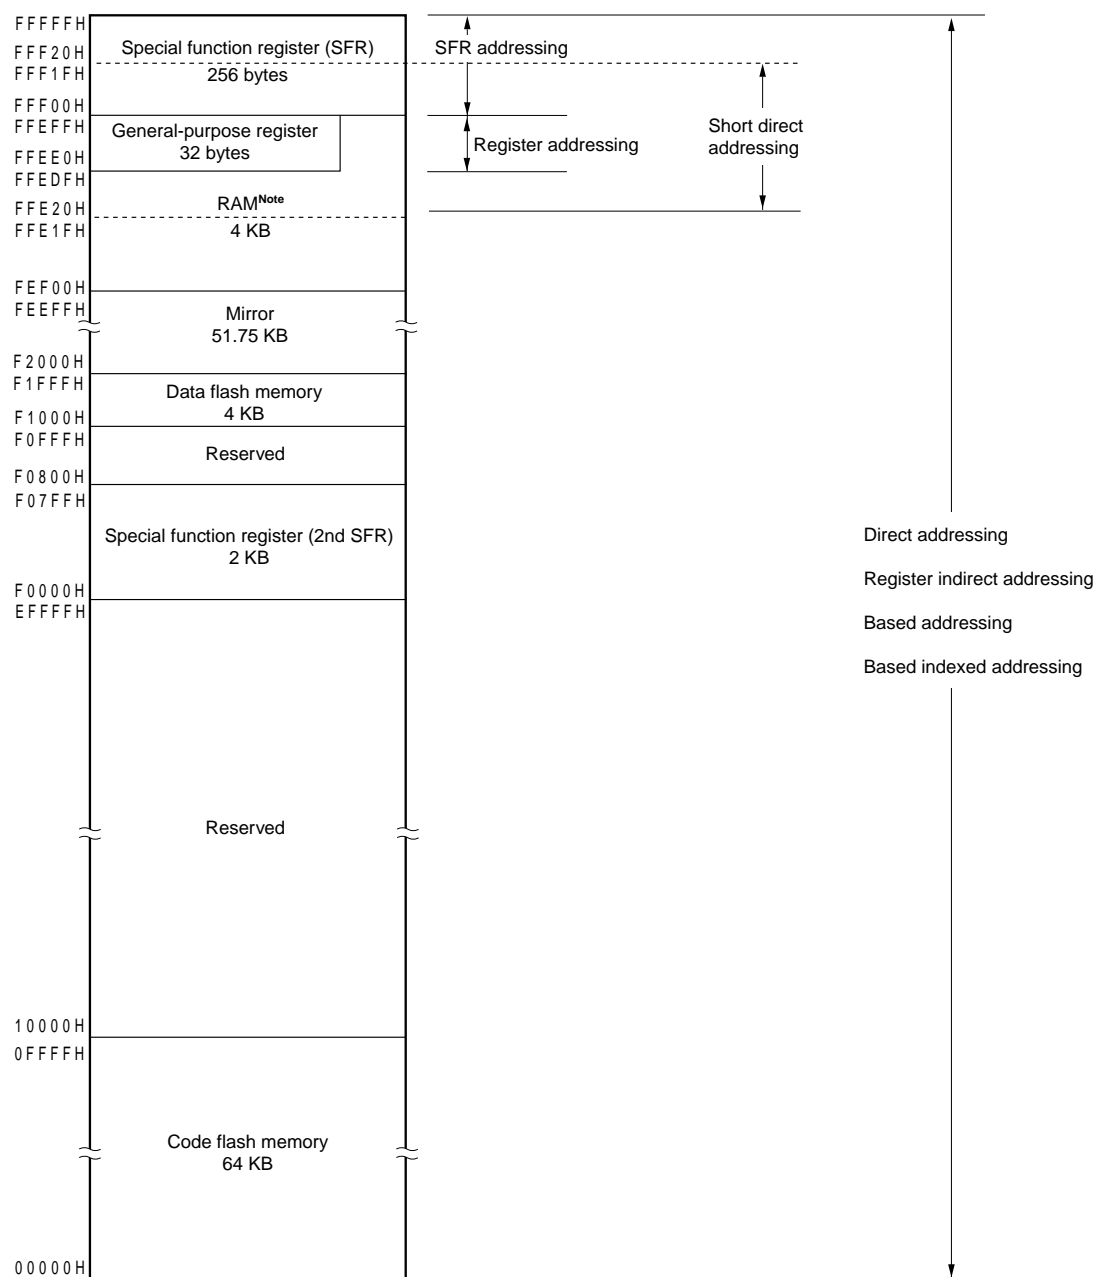 FFFFFH
FFF20H
FFF1FH
FFF00H
FFEFFH
FFEE0H
FFEDFH
FFE20H
FFE1FH
FEF00H
FEEFFH
F2000H
F1FFFH
F1000H
F0FFFH
F0800H
F07FFH
F0000H
EFFFFH
10000H
0FFFFH
00000H
Special function register (SFR)
256 bytes
General-purpose register
32 bytes
RAMNote
4 KB
Mirror
51.75 KB
Data flash memory
4 KB
Reserved
Special function register (2nd SFR)
2 KB
Reserved
Code flash memory
64 KB
SFR addressing
Register addressing
Short direct
addressing
Direct addressing
Register indirect addressing
Based addressing
Based indexed addressing